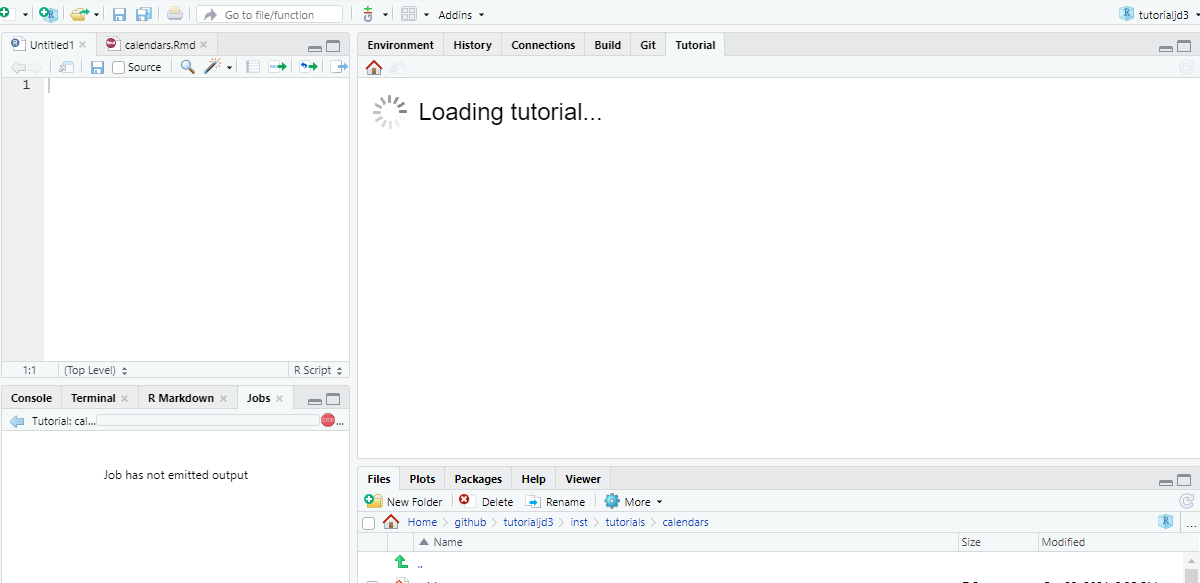 Go to file/function
Addins
tutorialjd3
Untitled1
calendars.Rmd
Source
1
1:1
(Top Level)
R Script
Console
Terminal
R Markdown
Jobs
Tutorial: cal...
STOP
...
Job has not emitted output
Environment
History
Connections
Build
Git
Tutorial
Loading tutorial...
Files
Plots
Packages
Help
Viewer
New Folder
Delete
Rename
More
Home
github
tutorialjd3
inst
tutorials
calendars
...
Name
Size
Modified
..